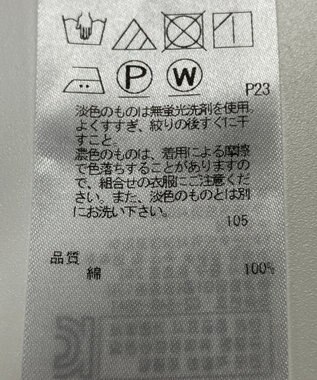 P W P23
淡色のものは無蛍光洗剤を使用
よくすすぎ、絞りの後すぐに干
すこと。
濃色のものは、着用による摩擦
で色落ちすることがありますの
で、組合せの衣服にご注意くだ
さい。また、淡色のものとは別
にお洗い下さい。
105
品質
綿 100%